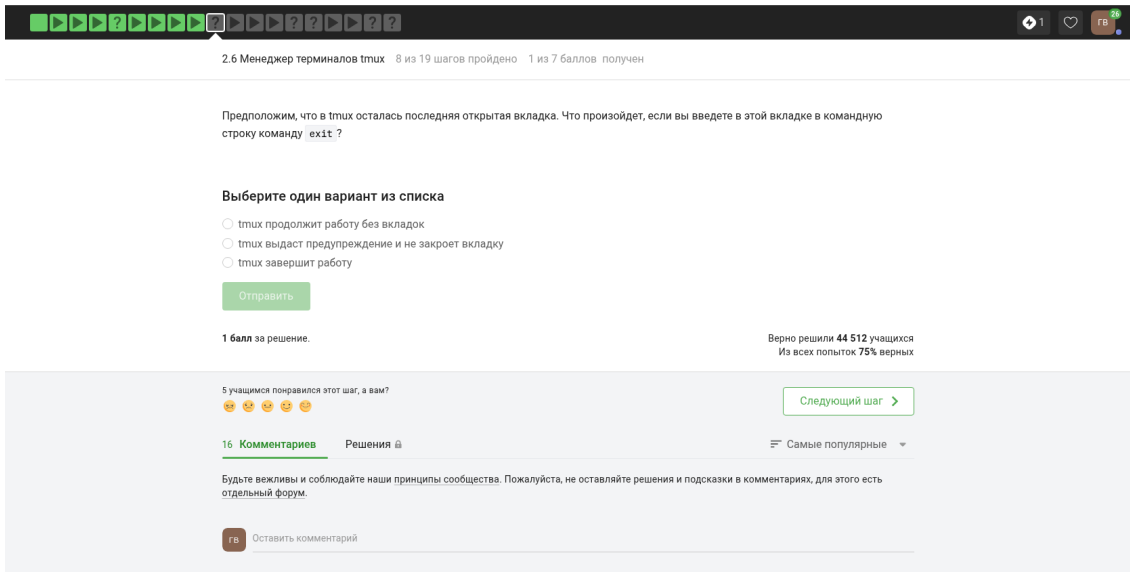 1
ГВ
26
2.6 Менеджер терминалов tmux 8 из 19 шагов пройдено 1 из 7 баллов получен
Предположим, что в tmux осталась последняя открытая вкладка. Что произойдет, если вы введете в этой вкладке в командную
строку команду exit ?
Выберите один вариант из списка
tmux продолжит работу без вкладок
tmux выдаст предупреждение и не закроет вкладку
tmux завершит работу
Отправить
1 балл за решение.
Верно решили 44 512 учащихся
Из всех попыток 75% верных
5 учащимся понравился этот шаг, а вам?
Следующий шаг
16 Комментариев Решения
Самые популярные
Будьте вежливы и соблюдайте наши принципы сообщества. Пожалуйста, не оставляйте решения и подсказки в комментариях, для этого есть
отдельный форум.
ГВ Оставить комментарий